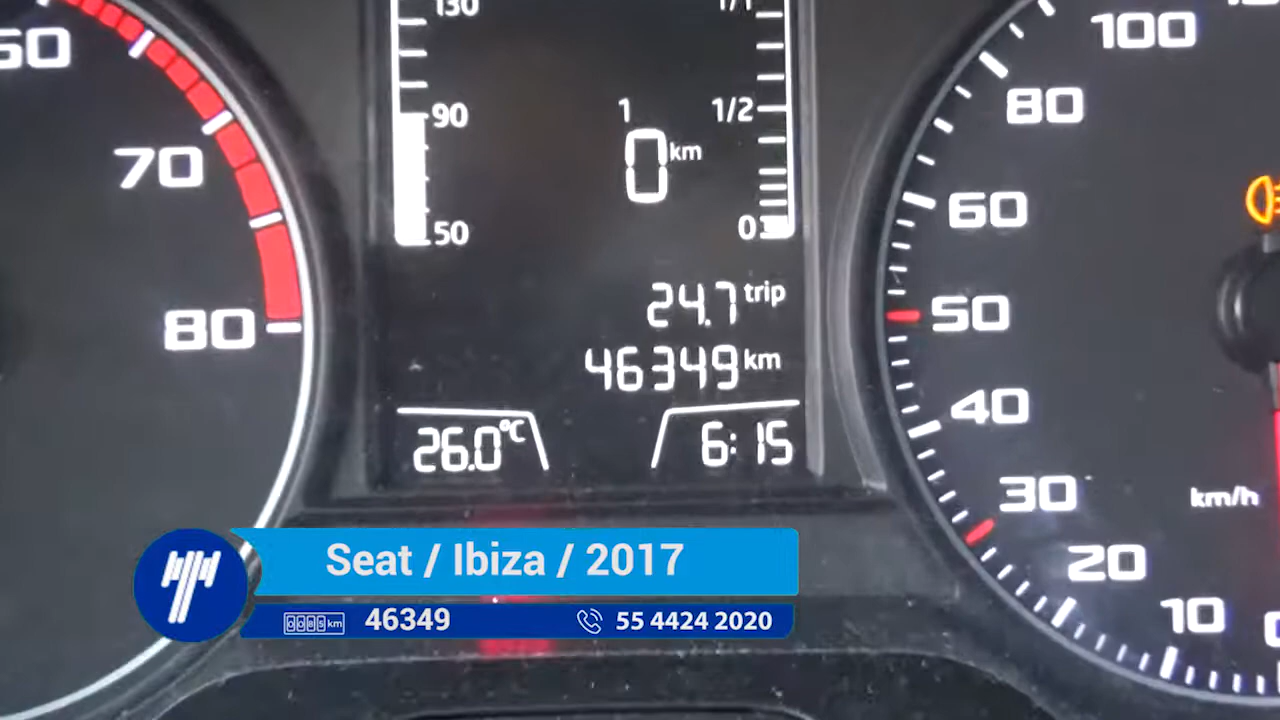 130
1/1
100
60
80
90
1
1/2
0 km
70
60
50
0
24.7 trip
80
50
46349 km
40
26.0°C
6:15
30
km/h
20
10
Seat / Ibiza / 2017
km
46349
55 4424 2020